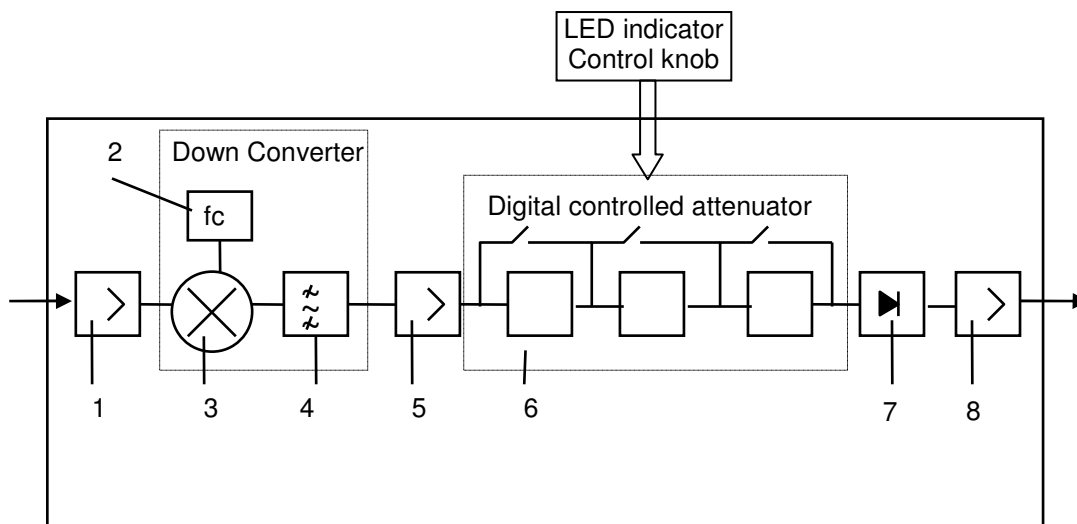 LED indicator
Control knob
2
Down Converter
fc
Digital controlled attenuator
1
3
4
5
6
7
8